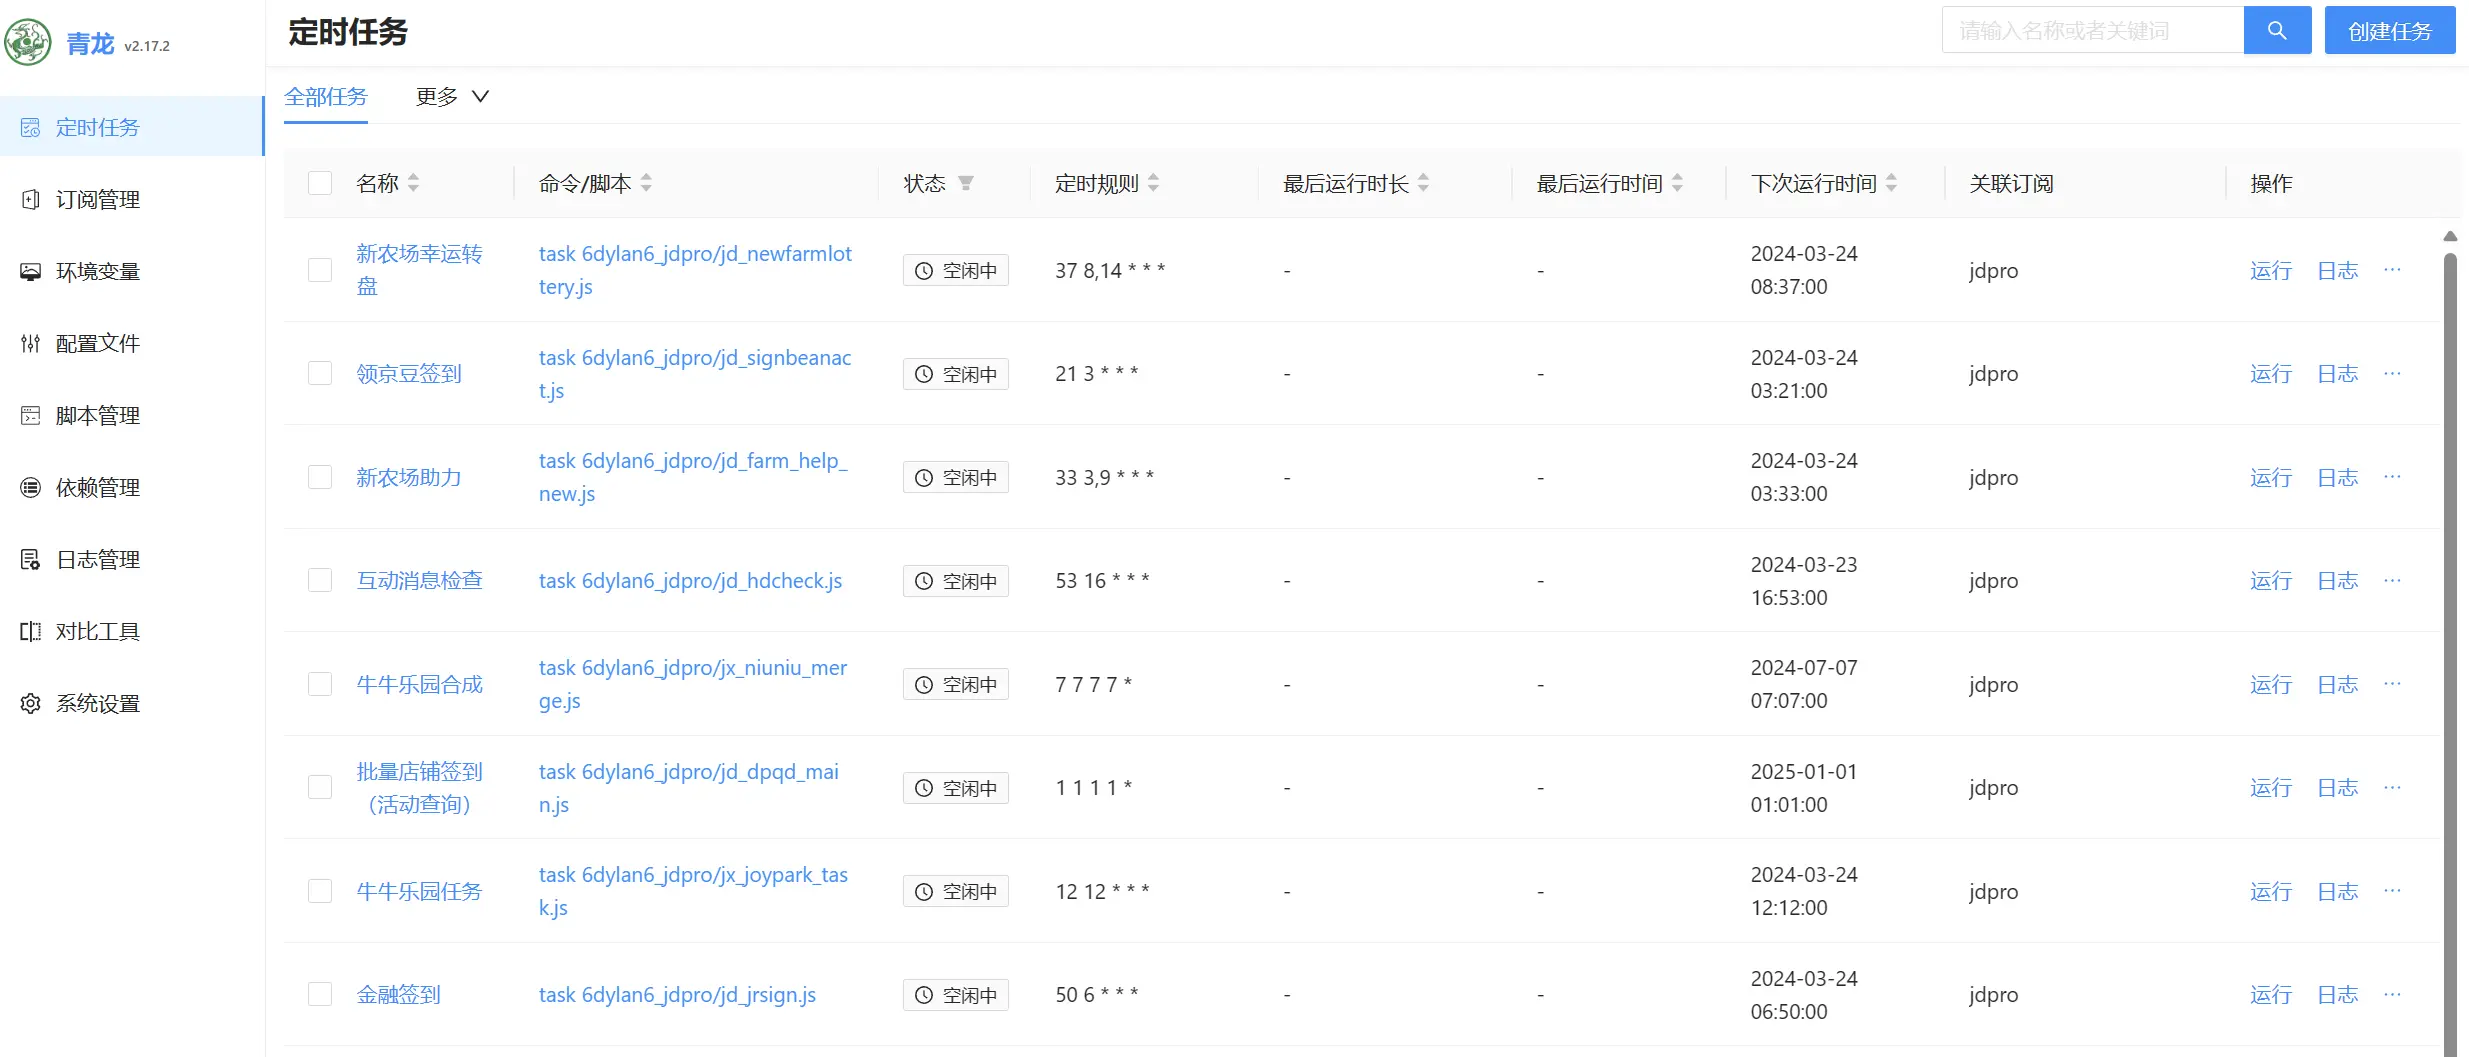 青龙 v2.17.2
定时任务
请输入名称或者关键词
创建任务
定时任务
订阅管理
环境变量
配置文件
脚本管理
依赖管理
日志管理
对比工具
系统设置
全部任务 更多
名称 命令/脚本 状态 定时规则 最后运行时长 最后运行时间 下次运行时间 关联订阅 操作
新农场幸运转 task 6dylan6_jdpro/jd_newfarmlot 空闲中 37 8,14 * * * - - 2024-03-24 jdpro 运行 日志 ···
盘 tery.js 08:37:00
领京豆签到 task 6dylan6_jdpro/jd_signbeanac 空闲中 21 3 * * * - - 2024-03-24 jdpro 运行 日志 ···
t.js 03:21:00
新农场助力 task 6dylan6_jdpro/jd_farm_help_ 空闲中 33 3,9 * * * - - 2024-03-24 jdpro 运行 日志 ···
new.js 03:33:00
互动消息检查 task 6dylan6_jdpro/jd_hdcheck.js 空闲中 53 16 * * * - - 2024-03-23 jdpro 运行 日志 ···
16:53:00
牛牛乐园合成 task 6dylan6_jdpro/jx_niuniu_mer 空闲中 7 7 7 7 * - - 2024-07-07 jdpro 运行 日志 ···
ge.js 07:07:00
批量店铺签到 task 6dylan6_jdpro/jd_dpqd_mai 空闲中 1 1 1 1 * - - 2025-01-01 jdpro 运行 日志 ···
（活动查询） n.js 01:01:00
牛牛乐园任务 task 6dylan6_jdpro/jx_joypark_tas 空闲中 12 12 * * * - - 2024-03-24 jdpro 运行 日志 ···
k.js 12:12:00
金融签到 task 6dylan6_jdpro/jd_jrsign.js 空闲中 50 6 * * * - - 2024-03-24 jdpro 运行 日志 ···
06:50:00